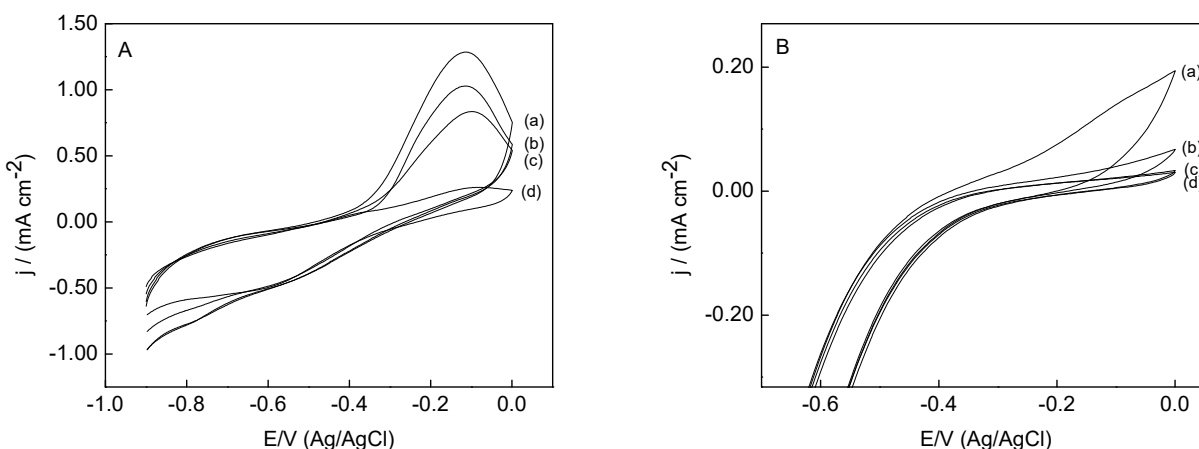 A
1.50
1.00
0.50
0.00
-0.50
-1.00
j / (mA cm-2)
-1.0 -0.8 -0.6 -0.4 -0.2 0.0
E/V (Ag/AgCl)
(a)
(b)
(c)
(d)
B
0.20
0.00
-0.20
j / (mA cm-2)
-0.6 -0.4 -0.2 0.0
E/V (Ag/AgCl)
(a)
(b)
(c)
(d)